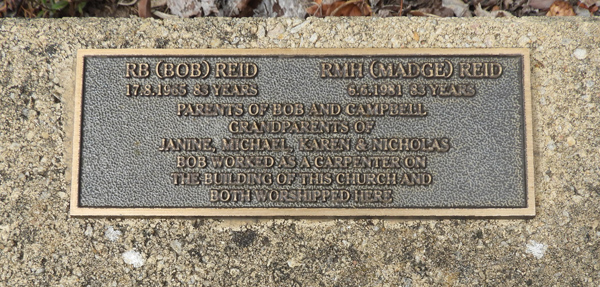 RB (BOB) REID RMH (MADGE) REID
17.8.1985 83 YEARS 6.6.1981 83 YEARS
PARENTS OF BOB AND CAMPBELL
GRANDPARENTS OF
JANINE, MICHAEL, KAREN & NICHOLAS
BOB WORKED AS A CARPENTER ON
THE BUILDING OF THIS CHURCH AND
BOTH WORSHIPPED HERE